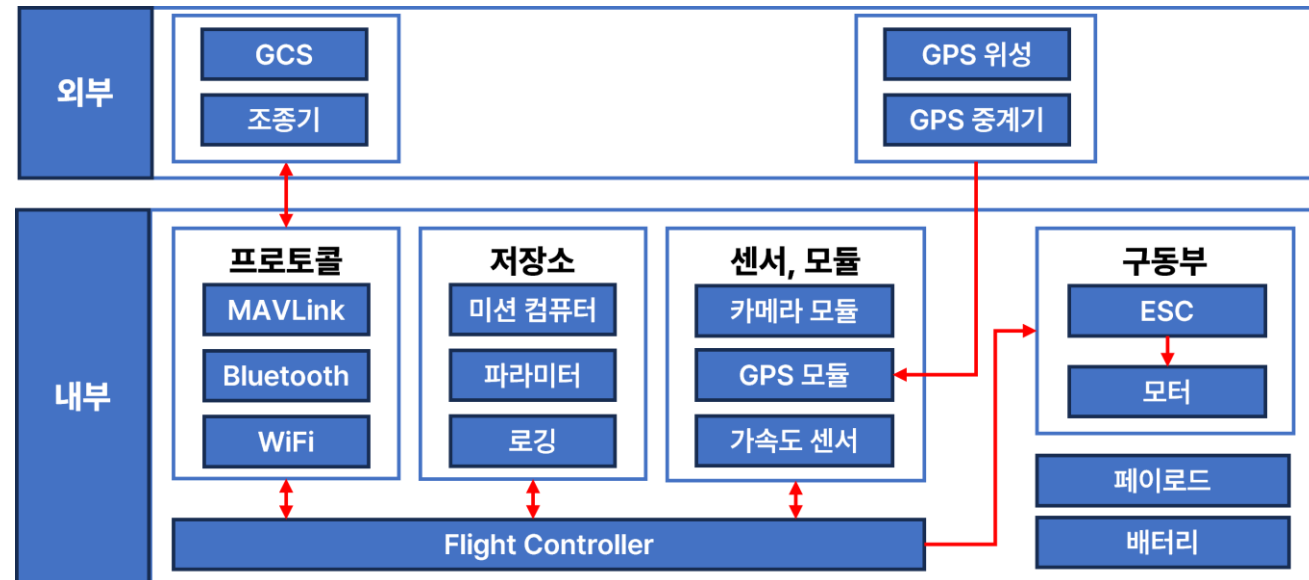 외부
GCS
조종기
GPS 위성
GPS 중계기
내부
프로토콜
MAVLink
Bluetooth
WiFi
저장소
미션 컴퓨터
파라미터
로깅
센서, 모듈
카메라 모듈
GPS 모듈
가속도 센서
구동부
ESC
모터
페이로드
배터리
Flight Controller